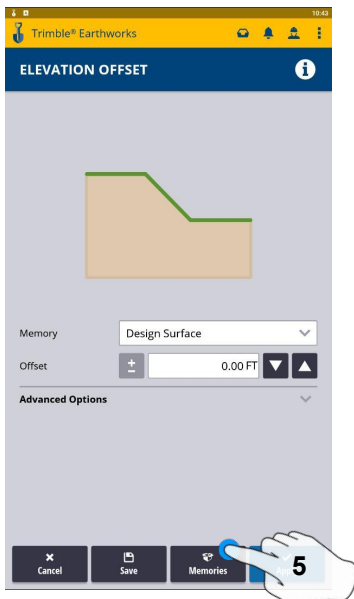 10:43
Trimble® Earthworks
ELEVATION OFFSET
Memory Design Surface
Offset 0.00 FT
Advanced Options
Cancel Save Memories
5